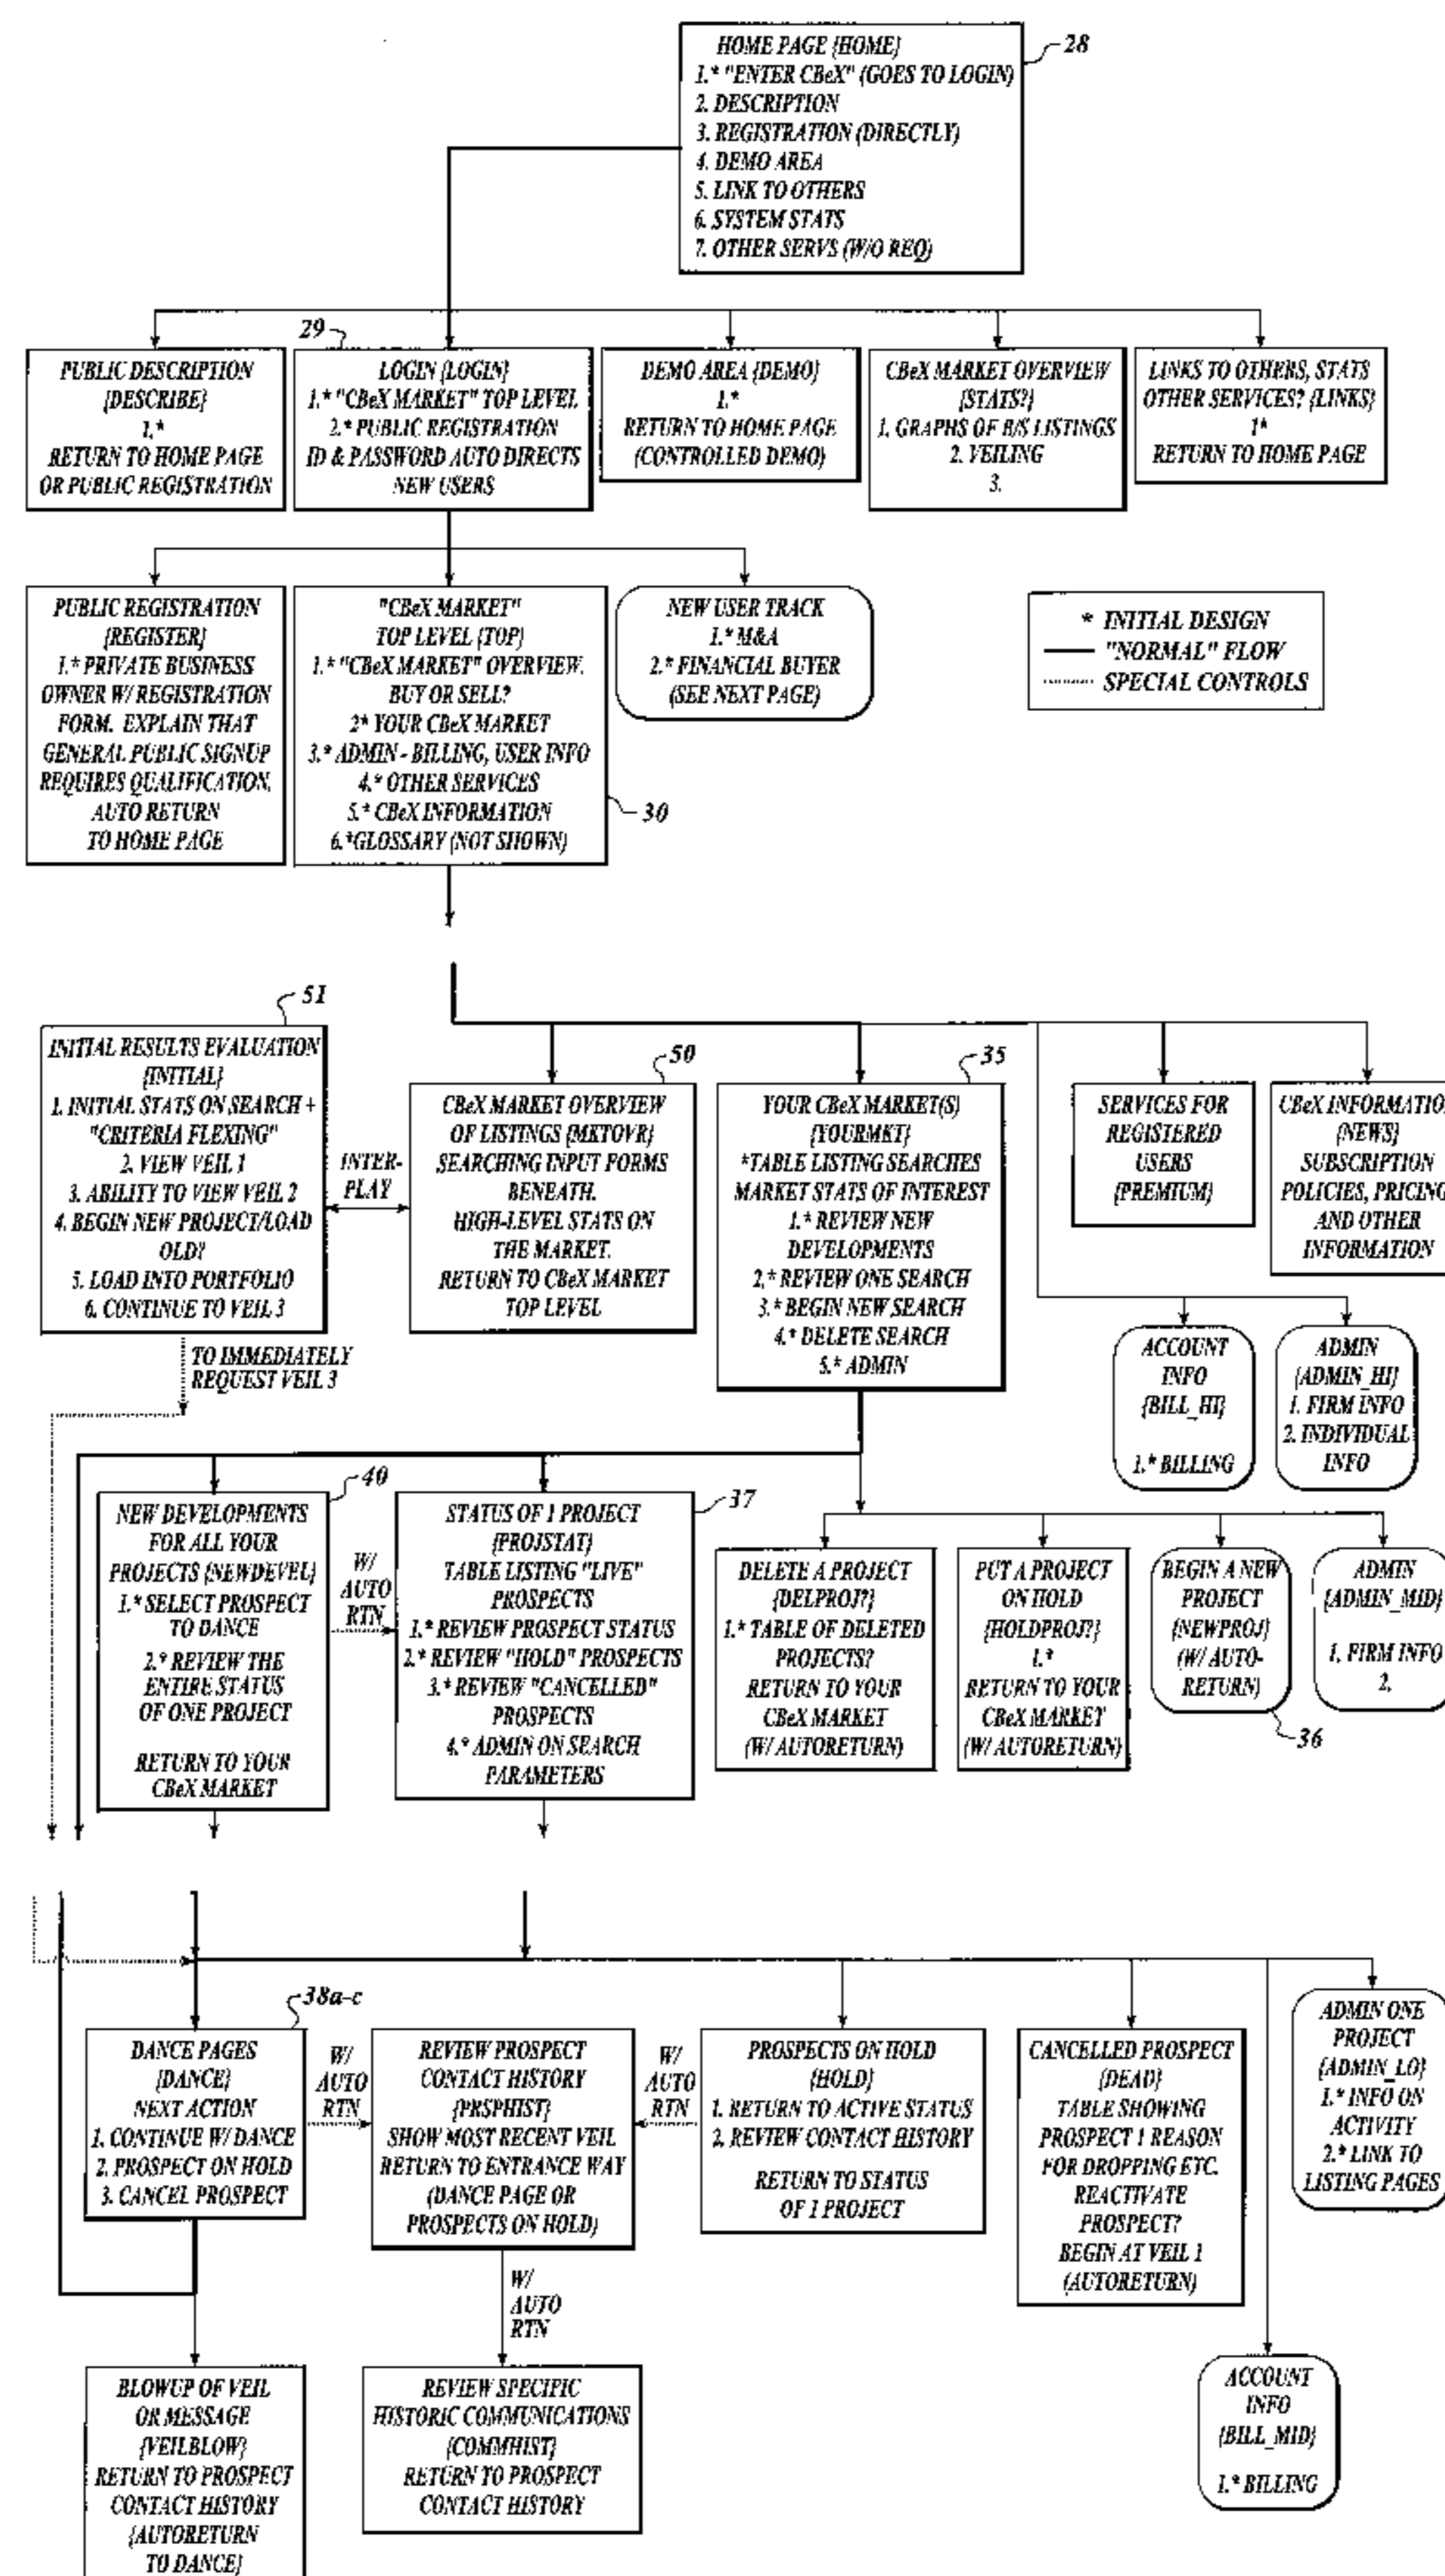 HOME PAGE {HOME}
1.* "ENTER CBeX" (GOES TO LOGIN)
2. DESCRIPTION
3. REGISTRATION (DIRECTLY)
4. DEMO AREA
5. LINK TO OTHERS
6. SYSTEM STATS
7. OTHER SERVS (W/O REQ)
28
29
PUBLIC DESCRIPTION
{DESCRIBE}
1.*
RETURN TO HOME PAGE
OR PUBLIC REGISTRATION
LOGIN {LOGIN}
1.* "CBeX MARKET" TOP LEVEL
2.* PUBLIC REGISTRATION
ID & PASSWORD AUTO DIRECTS
NEW USERS
DEMO AREA {DEMO}
1.*
RETURN TO HOME PAGE
(CONTROLLED DEMO)
CBeX MARKET OVERVIEW
{STATS?}
1. GRAPHS OF B/S LISTINGS
2. VEILING
3.
LINKS TO OTHERS, STATS
OTHER SERVICES? {LINKS}
1*
RETURN TO HOME PAGE
PUBLIC REGISTRATION
{REGISTER}
1.* PRIVATE BUSINESS
OWNER W/ REGISTRATION
FORM. EXPLAIN THAT
GENERAL PUBLIC SIGNUP
REQUIRES QUALIFICATION.
AUTO RETURN
TO HOME PAGE
"CBeX MARKET"
TOP LEVEL {TOP}
1.* "CBeX MARKET" OVERVIEW.
BUY OR SELL?
2* YOUR CBeX MARKET
3.* ADMIN - BILLING, USER INFO
4.* OTHER SERVICES
5.* CBeX INFORMATION
6.*GLOSSARY (NOT SHOWN)
30
NEW USER TRACK
1.* M&A
2.* FINANCIAL BUYER
(SEE NEXT PAGE)
* INITIAL DESIGN
"NORMAL" FLOW
SPECIAL CONTROLS
51
INITIAL RESULTS EVALUATION
{INITIAL}
1. INITIAL STATS ON SEARCH +
"CRITERIA FLEXING"
2. VIEW VEIL 1
3. ABILITY TO VIEW VEIL 2
4. BEGIN NEW PROJECT/LOAD
OLD?
5. LOAD INTO PORTFOLIO
6. CONTINUE TO VEIL 3
INTER-
PLAY
50
CBeX MARKET OVERVIEW
OF LISTINGS {MKTOVR}
SEARCHING INPUT FORMS
BENEATH.
HIGH-LEVEL STATS ON
THE MARKET.
RETURN TO CBeX MARKET
TOP LEVEL
35
YOUR CBeX MARKET(S)
{YOURMKT}
*TABLE LISTING SEARCHES
MARKET STATS OF INTEREST
1.* REVIEW NEW
DEVELOPMENTS
2.* REVIEW ONE SEARCH
3.* BEGIN NEW SEARCH
4.* DELETE SEARCH
5.* ADMIN
SERVICES FOR
REGISTERED
USERS
{PREMIUM}
CBeX INFORMATIO
{NEWS}
SUBSCRIPTION
POLICIES, PRICING
AND OTHER
INFORMATION
ACCOUNT
INFO
{BILL_HI}
1.* BILLING
ADMIN
{ADMIN_HI}
1. FIRM INFO
2. INDIVIDUAL
INFO
TO IMMEDIATELY
REQUEST VEIL 3
40
NEW DEVELOPMENTS
FOR ALL YOUR
PROJECTS {NEWDEVEL}
1.* SELECT PROSPECT
TO DANCE
2.* REVIEW THE
ENTIRE STATUS
OF ONE PROJECT
RETURN TO YOUR
CBeX MARKET
W/
AUTO
RTN
37
STATUS OF 1 PROJECT
{PROJSTAT}
TABLE LISTING "LIVE"
PROSPECTS
1.* REVIEW PROSPECT STATUS
2.* REVIEW "HOLD" PROSPECTS
3.* REVIEW "CANCELLED"
PROSPECTS
4.* ADMIN ON SEARCH
PARAMETERS
DELETE A PROJECT
{DELPROJ?}
1.* TABLE OF DELETED
PROJECTS?
RETURN TO YOUR
CBeX MARKET
(W/ AUTORETURN)
PUT A PROJECT
ON HOLD
{HOLDPROJ?}
1.*
RETURN TO YOUR
CBeX MARKET
(W/ AUTORETURN)
BEGIN A NEW
PROJECT
{NEWPROJ}
(W/ AUTO-
RETURN)
36
ADMIN
{ADMIN_MID}
1. FIRM INFO
2.
38a-c
DANCE PAGES
{DANCE}
NEXT ACTION
1. CONTINUE W/ DANCE
2. PROSPECT ON HOLD
3. CANCEL PROSPECT
W/
AUTO
RTN
REVIEW PROSPECT
CONTACT HISTORY
{PRSPHIST}
SHOW MOST RECENT VEIL
RETURN TO ENTRANCE WAY
(DANCE PAGE OR
PROSPECTS ON HOLD)
W/
AUTO
RTN
PROSPECTS ON HOLD
{HOLD}
1. RETURN TO ACTIVE STATUS
2. REVIEW CONTACT HISTORY
RETURN TO STATUS
OF 1 PROJECT
CANCELLED PROSPECT
{DEAD}
TABLE SHOWING
PROSPECT 1 REASON
FOR DROPPING ETC.
REACTIVATE
PROSPECT?
BEGIN AT VEIL 1
(AUTORETURN)
ADMIN ONE
PROJECT
{ADMIN_LO}
1.* INFO ON
ACTIVITY
2.* LINK TO
LISTING PAGES
W/
AUTO
RTN
BLOWUP OF VEIL
OR MESSAGE
{VEILBLOW}
RETURN TO PROSPECT
CONTACT HISTORY
{AUTORETURN
TO DANCE}
REVIEW SPECIFIC
HISTORIC COMMUNICATIONS
{COMMHIST}
RETURN TO PROSPECT
CONTACT HISTORY
ACCOUNT
INFO
{BILL_MID}
1.* BILLING